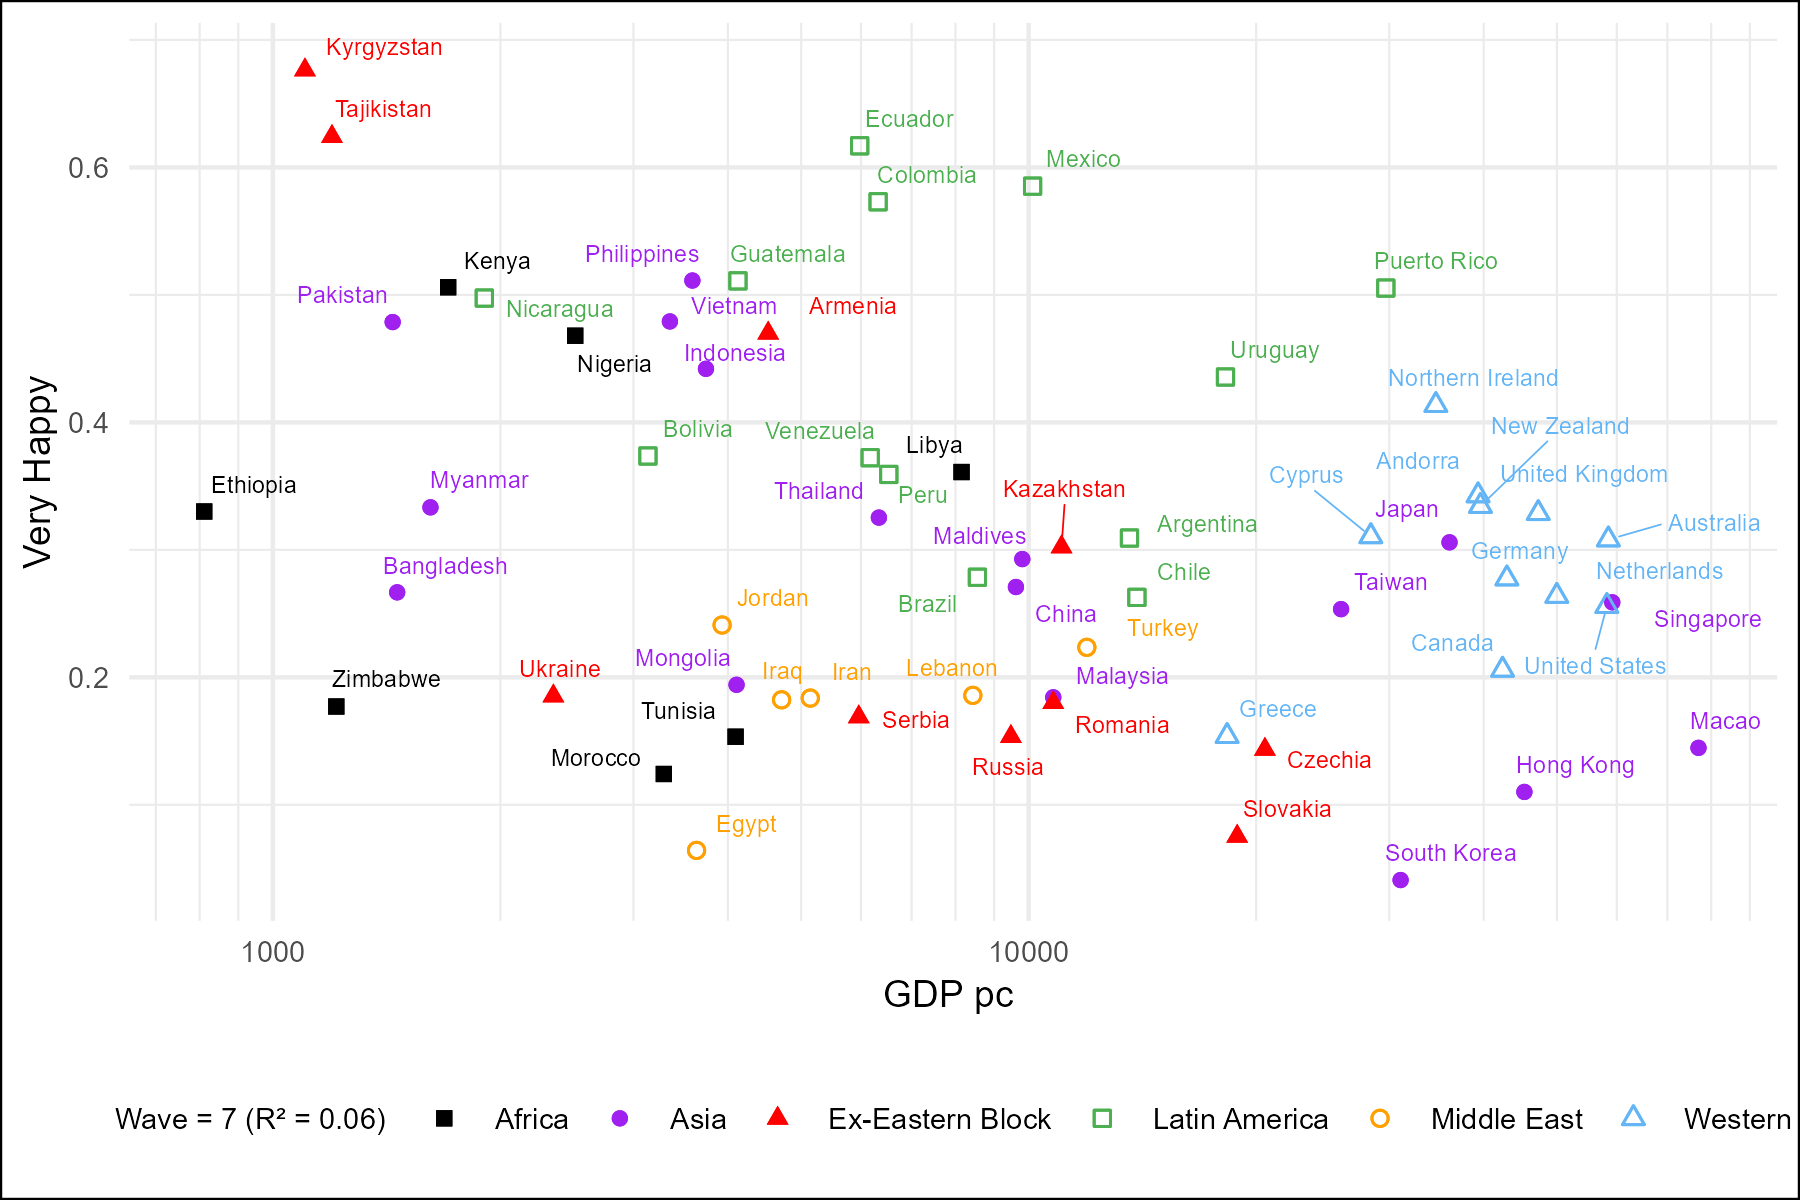 Kyrgyzstan
Tajikistan
Ecuador
Mexico
0.6
Colombia
Philippines
Guatemala
Kenya
Puerto Rico
Pakistan
Nicaragua
Vietnam
Armenia
Nigeria
Indonesia
Uruguay
Northern Ireland
0.4
Bolivia
Venezuela
Libya
New Zealand
Andorra
Cyprus
United Kingdom
Ethiopia
Myanmar
Thailand
Peru
Kazakhstan
Japan
Argentina
Australia
Very Happy
Maldives
Germany
Bangladesh
Chile
Taiwan
Netherlands
Jordan
Brazil
China
Turkey
Singapore
Canada
Mongolia
Ukraine
Iraq
Iran
Lebanon
United States
0.2
Zimbabwe
Malaysia
Tunisia
Serbia
Romania
Greece
Macao
Morocco
Russia
Czechia
Hong Kong
Egypt
Slovakia
South Korea
1000
10000
GDP pc
Wave = 7 (R² = 0.06) Africa Asia Ex-Eastern Block Latin America Middle East Western